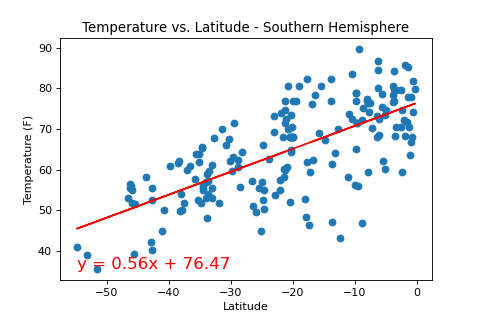 Temperature vs. Latitude - Southern Hemisphere
90
80
70
60
50
40
Temperature (F)
y = 0.56x + 76.47
−50 −40 −30 −20 −10 0
Latitude